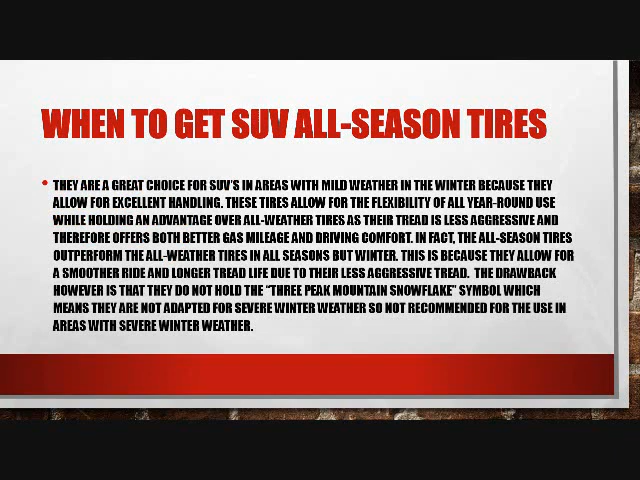 WHEN TO GET SUV ALL-SEASON TIRES
• THEY ARE A GREAT CHOICE FOR SUV'S IN AREAS WITH MILD WEATHER IN THE WINTER BECAUSE THEY
ALLOW FOR EXCELLENT HANDLING. THESE TIRES ALLOW FOR THE FLEXIBILITY OF ALL YEAR-ROUND USE
WHILE HOLDING AN ADVANTAGE OVER ALL-WEATHER TIRES AS THEIR TREAD IS LESS AGGRESSIVE AND
THEREFORE OFFERS BOTH BETTER GAS MILEAGE AND DRIVING COMFORT. IN FACT, THE ALL-SEASON TIRES
OUTPERFORM THE ALL-WEATHER TIRES IN ALL SEASONS BUT WINTER. THIS IS BECAUSE THEY ALLOW FOR
A SMOOTHER RIDE AND LONGER TREAD LIFE DUE TO THEIR LESS AGGRESSIVE TREAD. THE DRAWBACK
HOWEVER IS THAT THEY DO NOT HOLD THE "THREE PEAK MOUNTAIN SNOWFLAKE" SYMBOL WHICH
MEANS THEY ARE NOT ADAPTED FOR SEVERE WINTER WEATHER SO NOT RECOMMENDED FOR THE USE IN
AREAS WITH SEVERE WINTER WEATHER.